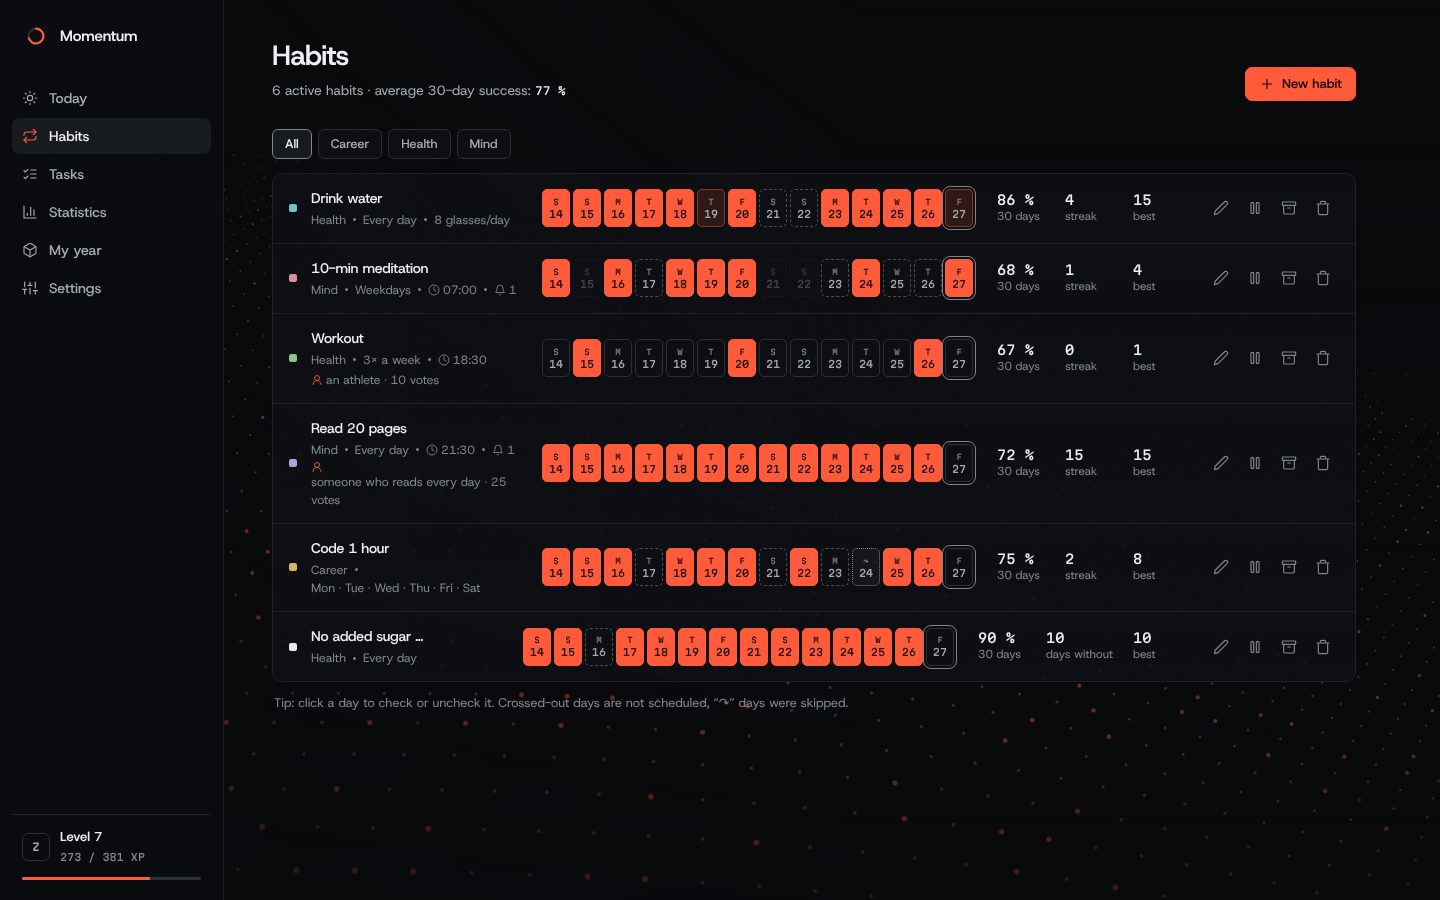 Momentum
Today
Habits
Tasks
Statistics
My year
Settings
Z
Level 7
273 / 381 XP
Habits
6 active habits · average 30-day success: 77 %
New habit
All Career Health Mind
Drink water
Health • Every day • 8 glasses/day
S S M T W T F S S M T W T F
14 15 16 17 18 19 20 21 22 23 24 25 26 27
86 % 4 15
30 days streak best
10-min meditation
Mind • Weekdays • 07:00 • 1
S S M T W T F S S M T W T F
14 15 16 17 18 19 20 21 22 23 24 25 26 27
68 % 1 4
30 days streak best
Workout
Health • 3× a week • 18:30
an athlete · 10 votes
S S M T W T F S S M T W T F
14 15 16 17 18 19 20 21 22 23 24 25 26 27
67 % 0 1
30 days streak best
Read 20 pages
Mind • Every day • 21:30 • 1
someone who reads every day · 25
votes
S S M T W T F S S M T W T F
14 15 16 17 18 19 20 21 22 23 24 25 26 27
72 % 15 15
30 days streak best
Code 1 hour
Career •
Mon · Tue · Wed · Thu · Fri · Sat
S S M T W T F S S M ↷ W T F
14 15 16 17 18 19 20 21 22 23 24 25 26 27
75 % 2 8
30 days streak best
No added sugar …
Health • Every day
S S M T W T F S S M T W T F
14 15 16 17 18 19 20 21 22 23 24 25 26 27
90 % 10 10
30 days days without best
Tip: click a day to check or uncheck it. Crossed-out days are not scheduled, “↷” days were skipped.